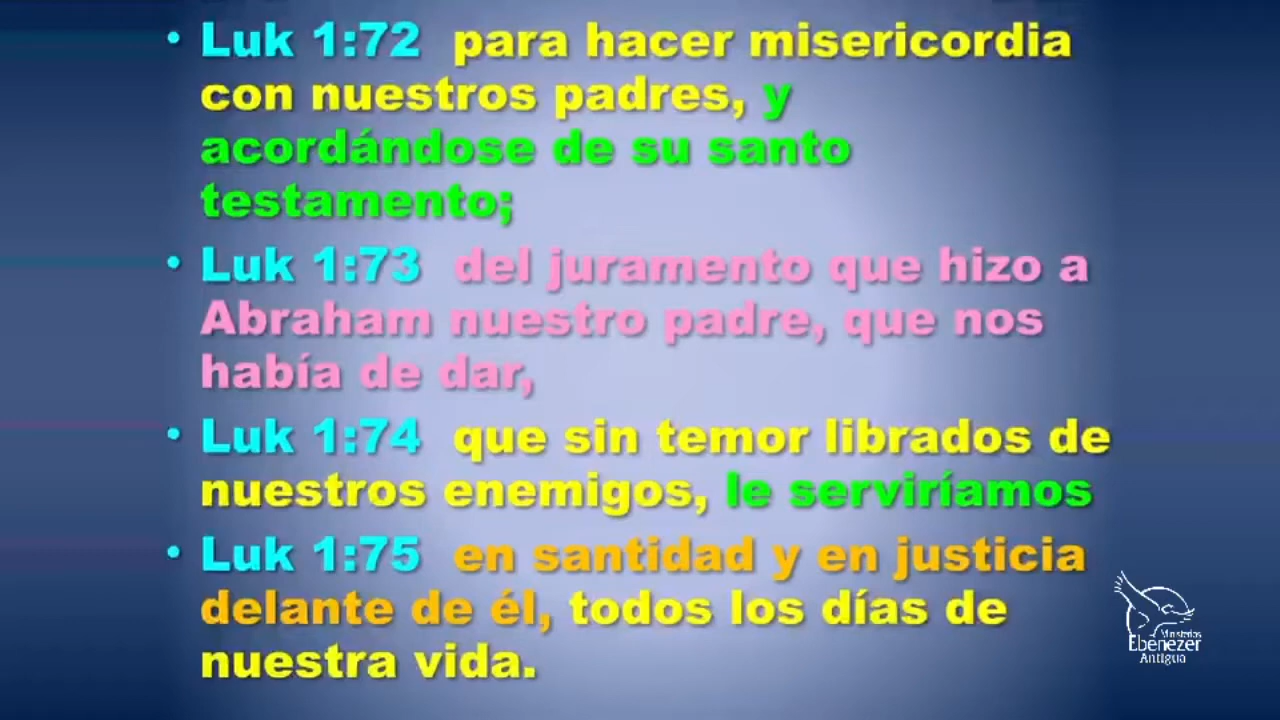 • Luk 1:72 para hacer misericordia
con nuestros padres, y
acordándose de su santo
testamento;
• Luk 1:73 del juramento que hizo a
Abraham nuestro padre, que nos
había de dar,
• Luk 1:74 que sin temor librados de
nuestros enemigos, le serviríamos
• Luk 1:75 en santidad y en justicia
delante de él, todos los días de
nuestra vida.
Ministerios
Ebenezer
Antigua